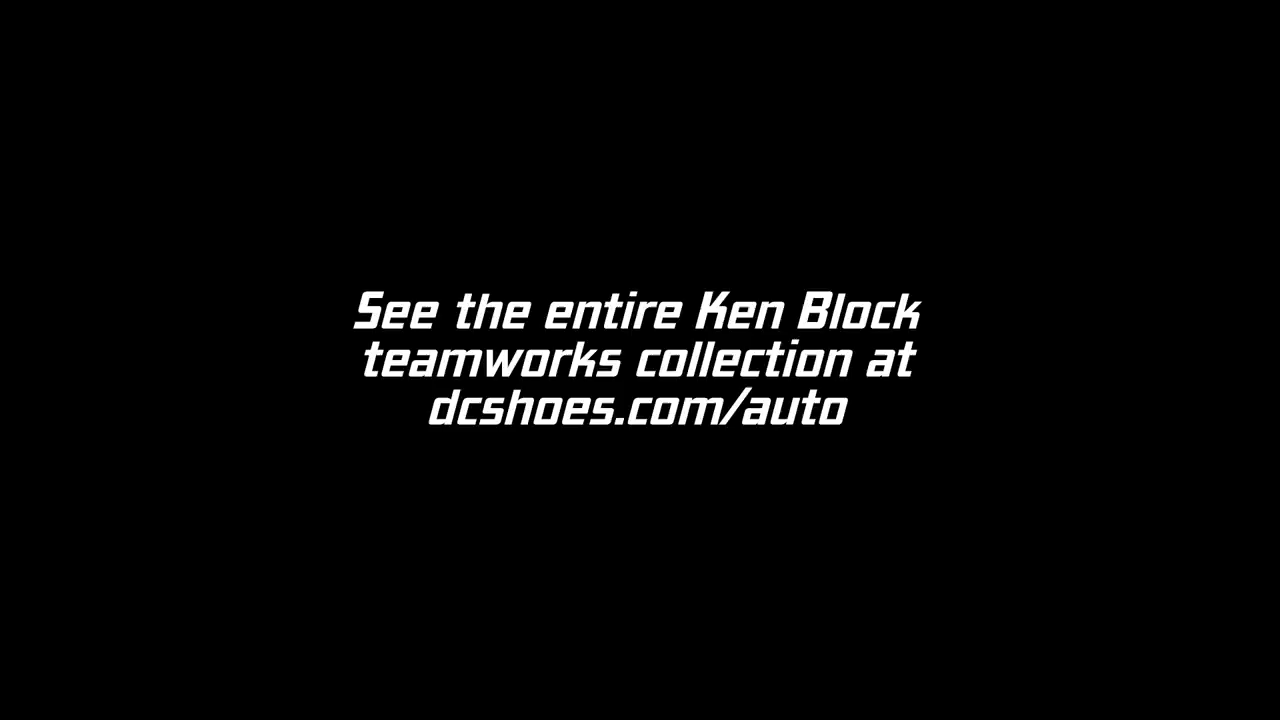 See the entire Ken Block
teamworks collection at
dcshoes.com/auto